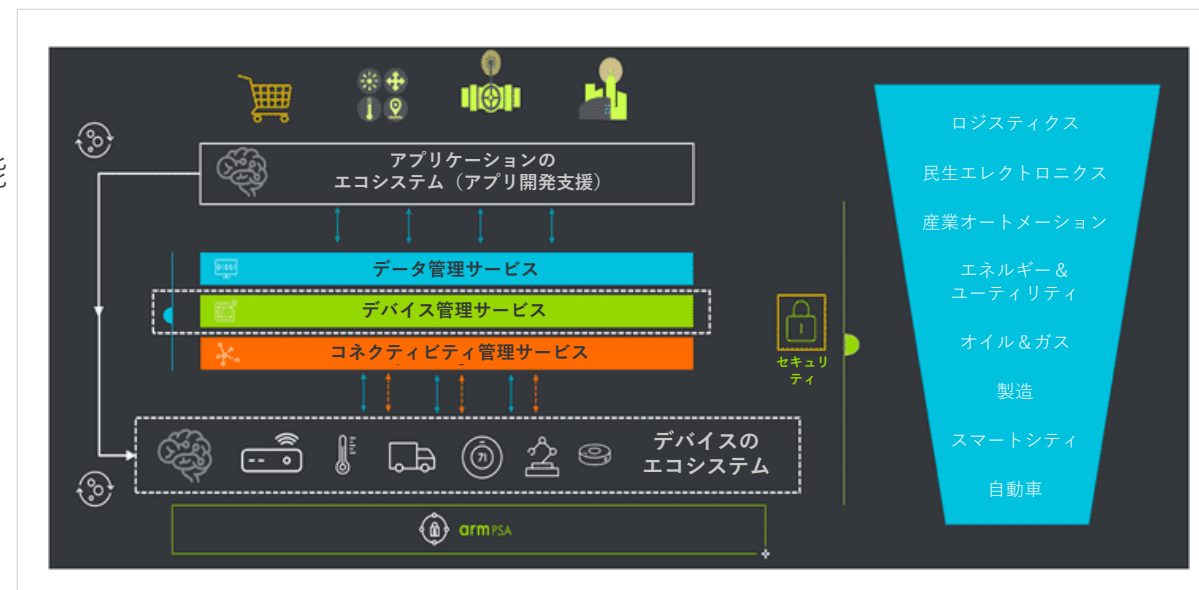 能
アプリケーションの
エコシステム（アプリ開発支援）
データ管理サービス
デバイス管理サービス
コネクティビティ管理サービス
セキュリ
ティ
デバイスの
エコシステム
arm PSA
ロジスティクス
民生エレクトロニクス
産業オートメーション
エネルギー＆
ユーティリティ
オイル＆ガス
製造
スマートシティ
自動車